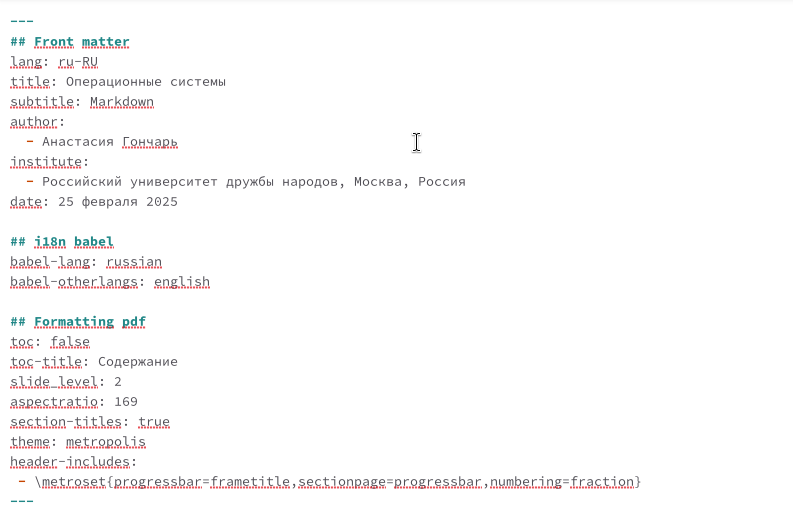 ---
## Front matter
lang: ru-RU
title: Операционные системы
subtitle: Markdown
author:
  - Анастасия Гончарь
institute:
  - Российский университет дружбы народов, Москва, Россия
date: 25 февраля 2025

## i18n babel
babel-lang: russian
babel-otherlangs: english

## Formatting pdf
toc: false
toc-title: Содержание
slide_level: 2
aspectratio: 169
section-titles: true
theme: metropolis
header-includes:
 - \metroset{progressbar=frametitle,sectionpage=progressbar,numbering=fraction}
---